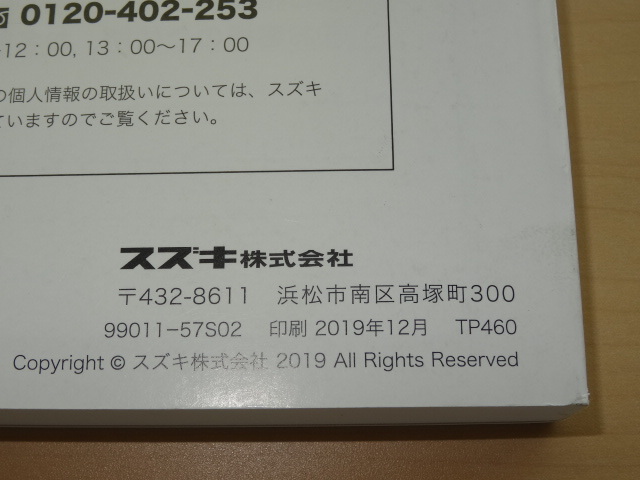 0120-402-253
12：00, 13：00～17：00
の個人情報の取扱いについては、スズキ
ていますのでご覧ください。
スズキ株式会社
〒432-8611 浜松市南区高塚町300
99011−57S02 印刷 2019年12月 TP460
Copyright © スズキ株式会社 2019 All Rights Reserved